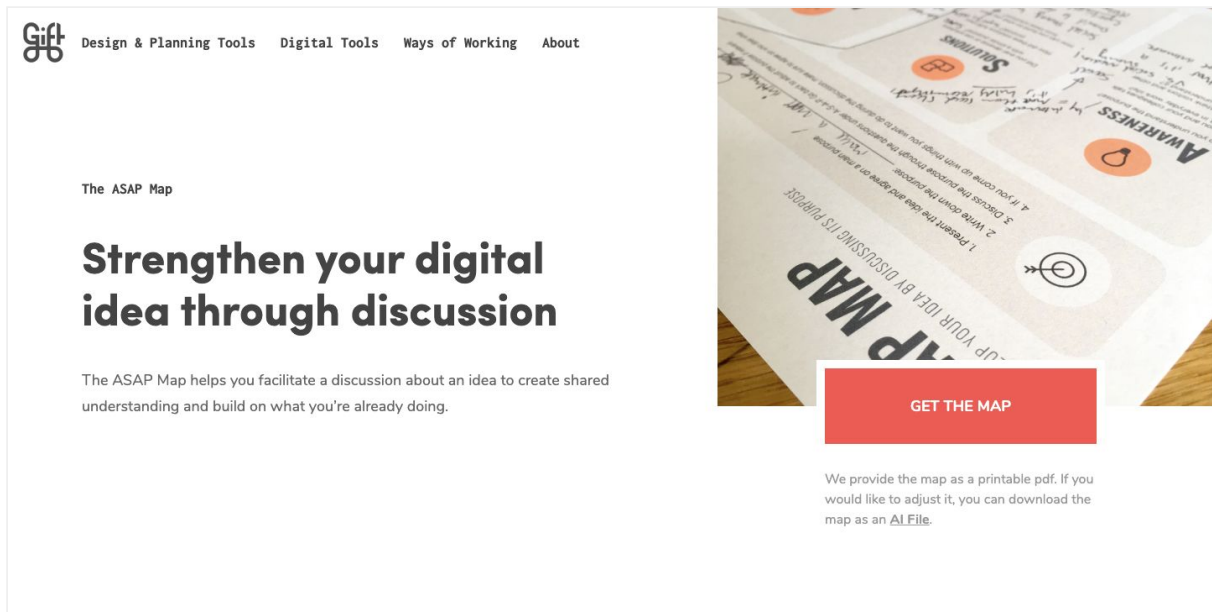 Gift
Design & Planning Tools Digital Tools Ways of Working About
The ASAP Map
Strengthen your digital
idea through discussion
The ASAP Map helps you facilitate a discussion about an idea to create shared
understanding and build on what you're already doing.
AP MAP
YOUR IDEA BY DISCUSSING ITS PURPOSE
1. Present the idea and agree on a main purpose
2. Write down the purpose:
3. Discuss the purpose through the questions under
4. If you come up with things you want to do during the discussion,
AWARENESS
SOLUTIONS
GET THE MAP
We provide the map as a printable pdf. If you
would like to adjust it, you can download the
map as an AI File.